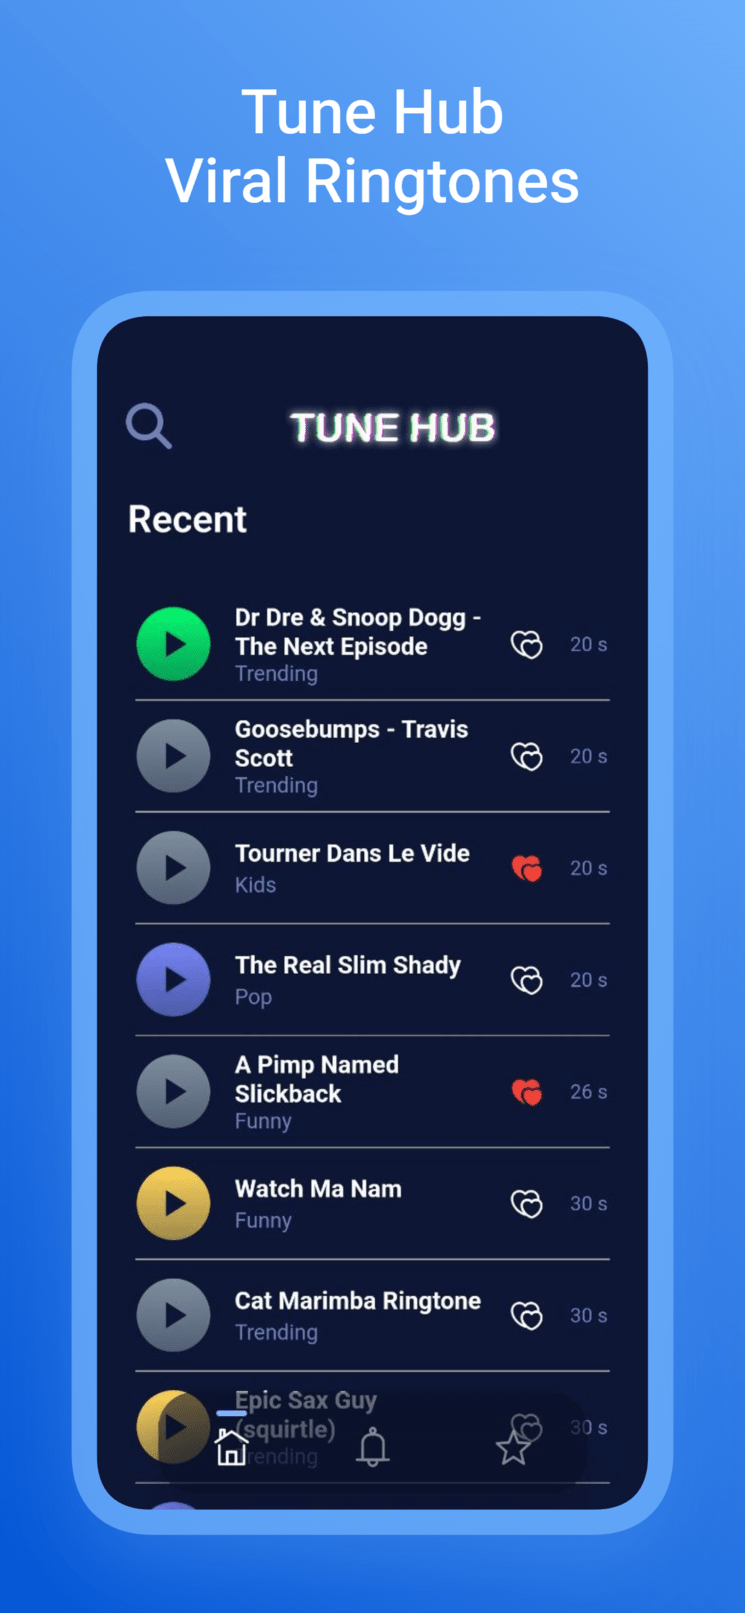 Tune Hub
Viral Ringtones
TUNE HUB
Recent
Dr Dre & Snoop Dogg -
The Next Episode
Trending
20 s
Goosebumps - Travis
Scott
Trending
20 s
Tourner Dans Le Vide
Kids
20 s
The Real Slim Shady
Pop
20 s
A Pimp Named
Slickback
Funny
26 s
Watch Ma Nam
Funny
30 s
Cat Marimba Ringtone
Trending
30 s
Epic Sax Guy
(squirtle)
Trending
30 s